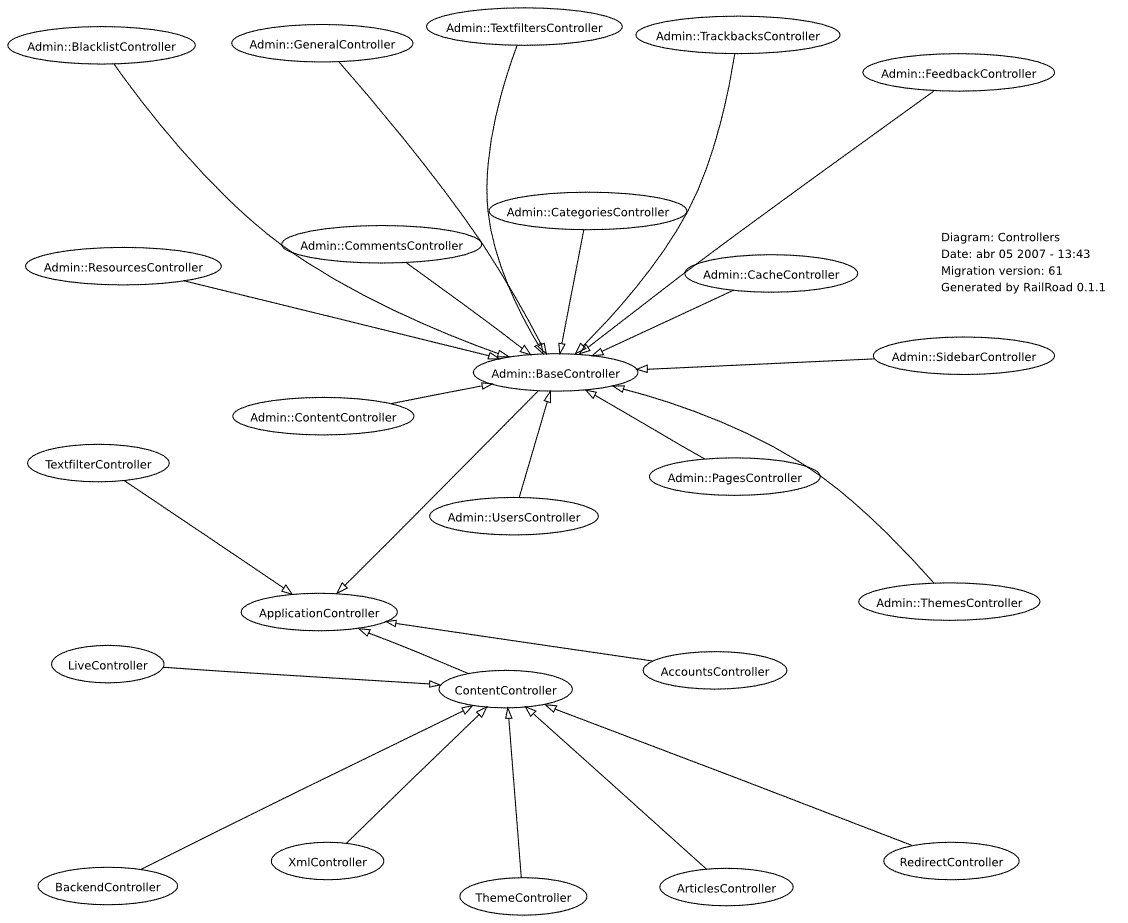 Admin::BlacklistController
Admin::GeneralController
Admin::TextfiltersController
Admin::TrackbacksController
Admin::FeedbackController
Admin::CategoriesController
Admin::CommentsController
Admin::ResourcesController
Admin::CacheController
Diagram: Controllers
Date: abr 05 2007 - 13:43
Migration version: 61
Generated by RailRoad 0.1.1
Admin::SidebarController
Admin::BaseController
Admin::ContentController
TextfilterController
Admin::PagesController
Admin::UsersController
Admin::ThemesController
ApplicationController
LiveController
AccountsController
ContentController
XmlController
RedirectController
BackendController
ArticlesController
ThemeController